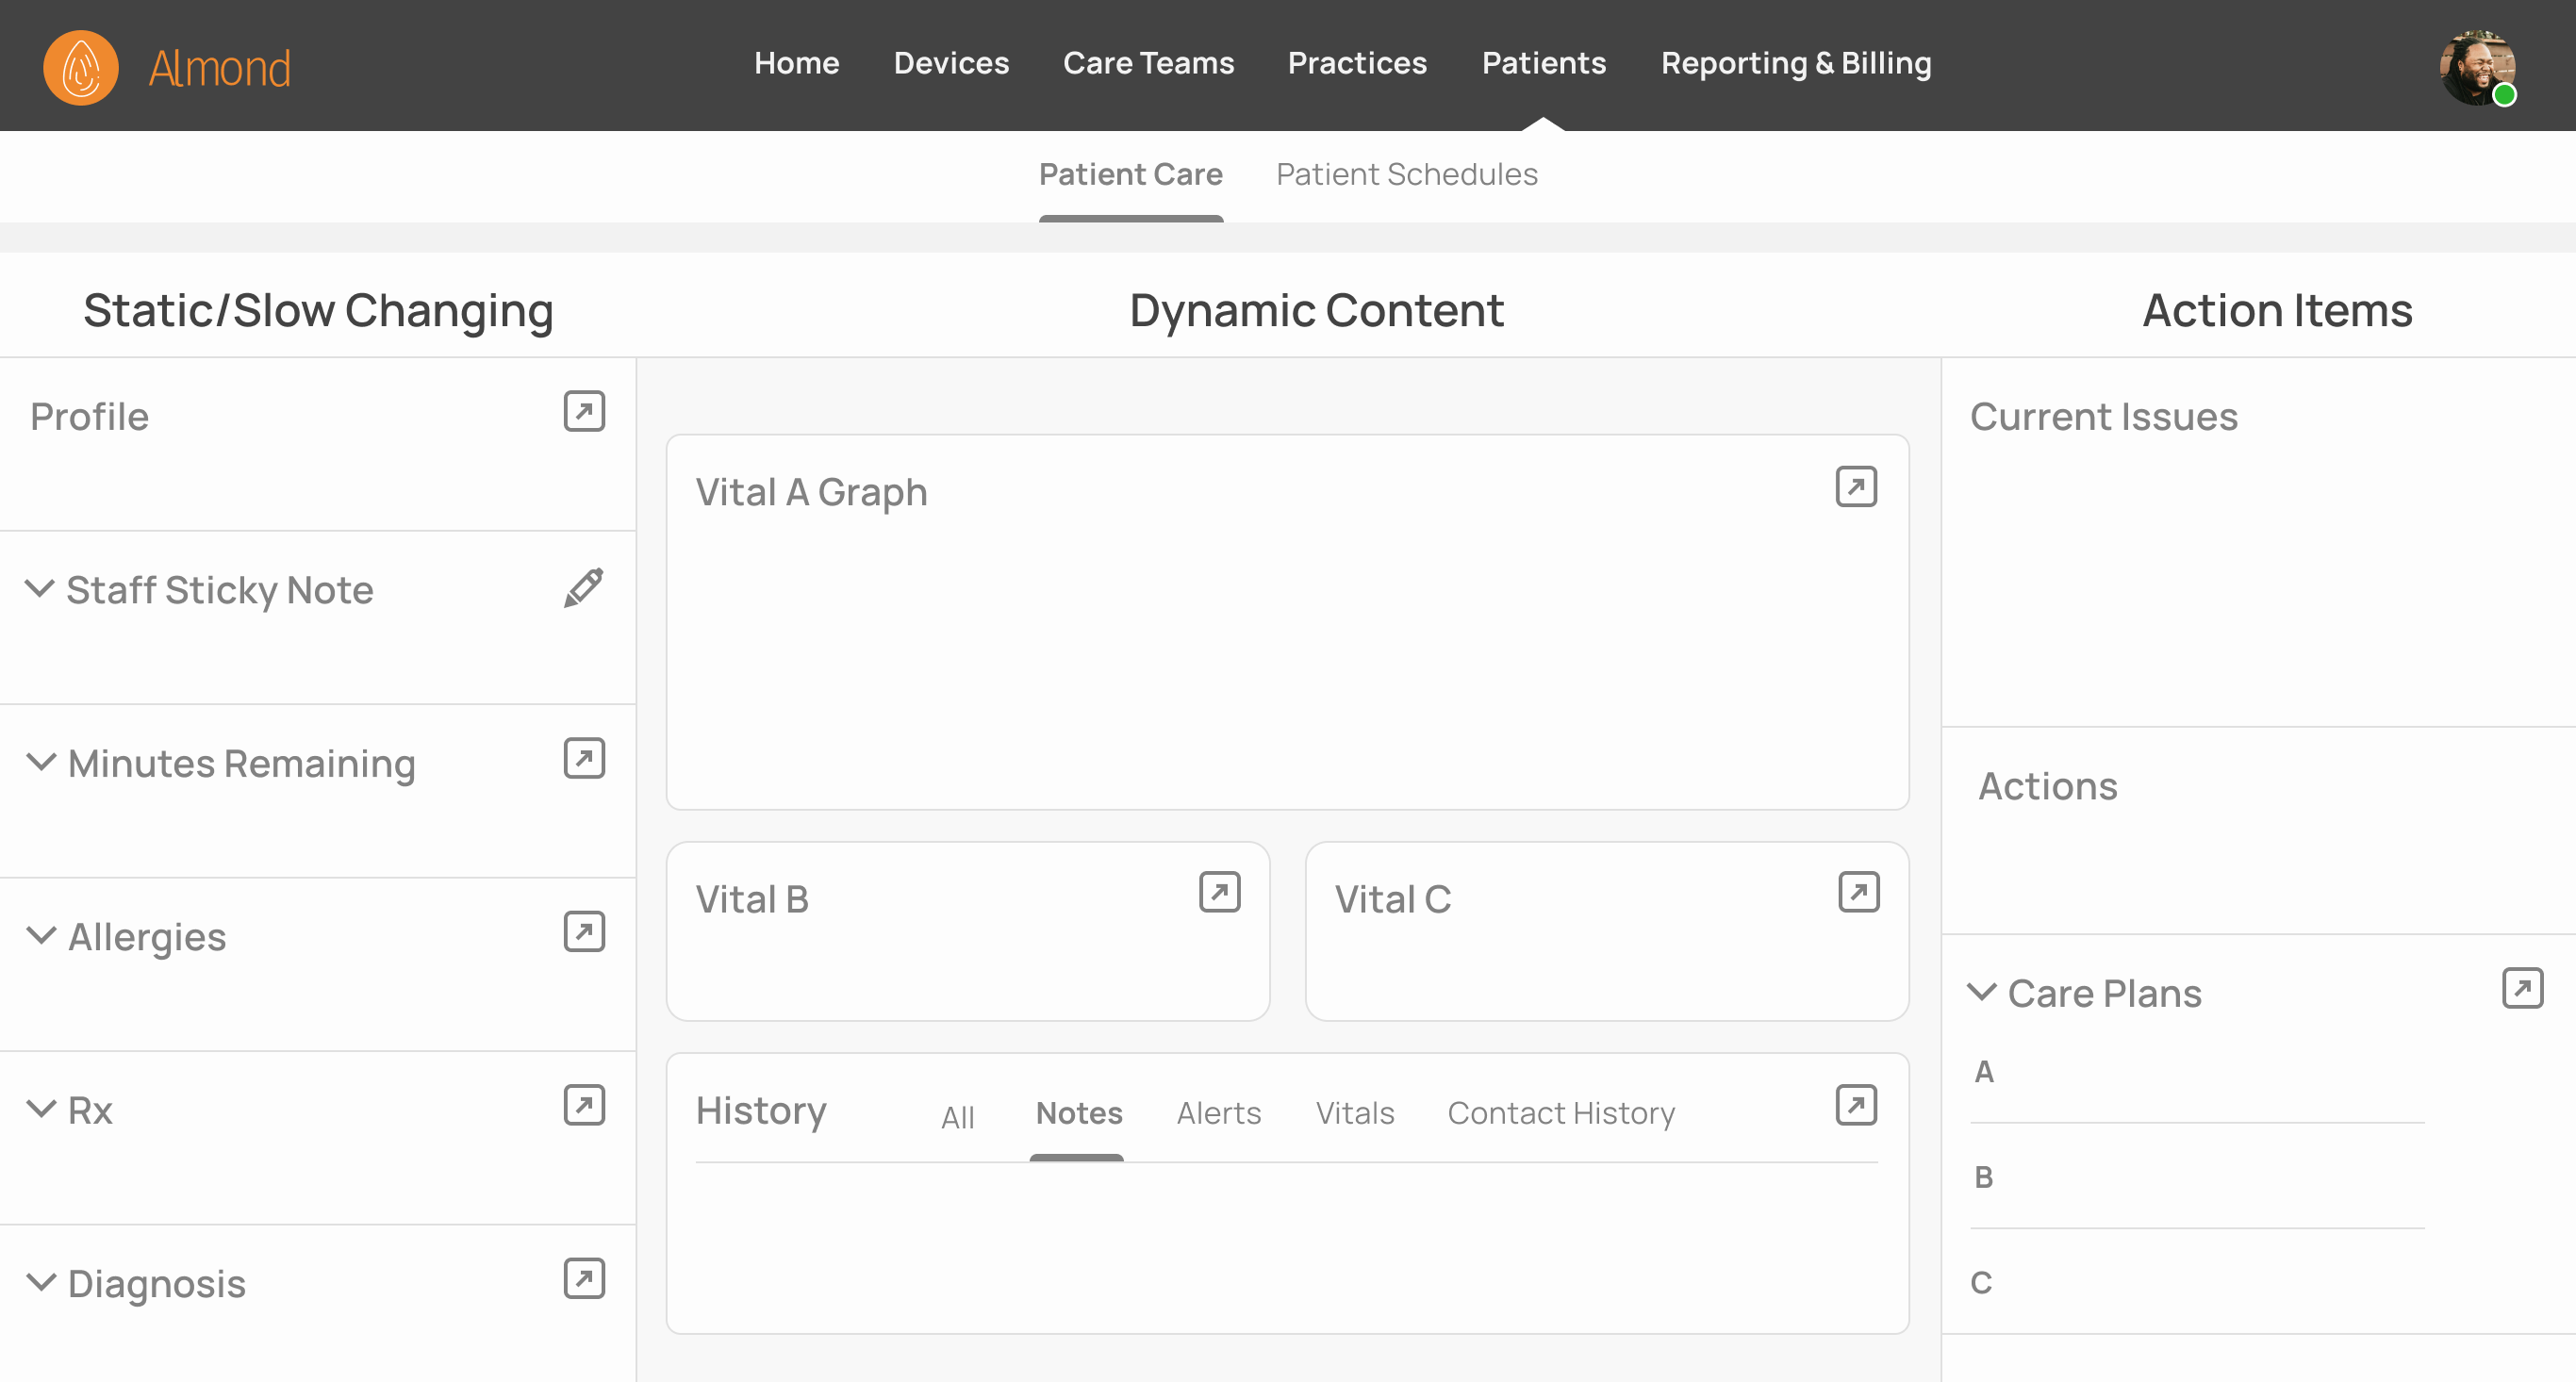 Almond
Home Devices Care Teams Practices Patients Reporting & Billing
Patient Care Patient Schedules
Static/Slow Changing
Dynamic Content
Action Items
Profile
Staff Sticky Note
Minutes Remaining
Allergies
Rx
Diagnosis
Vital A Graph
Vital B
Vital C
History All Notes Alerts Vitals Contact History
Current Issues
Actions
Care Plans
A
B
C